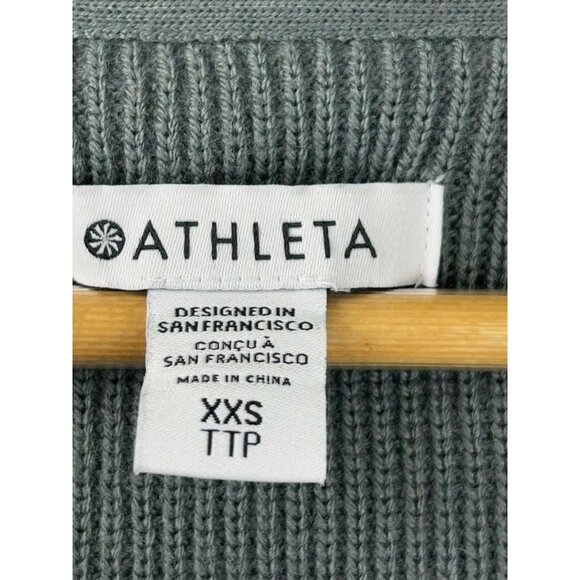 ATHLETA
DESIGNED IN
SAN FRANCISCO
CONÇU À
SAN FRANCISCO
MADE IN CHINA
XXS
TTP